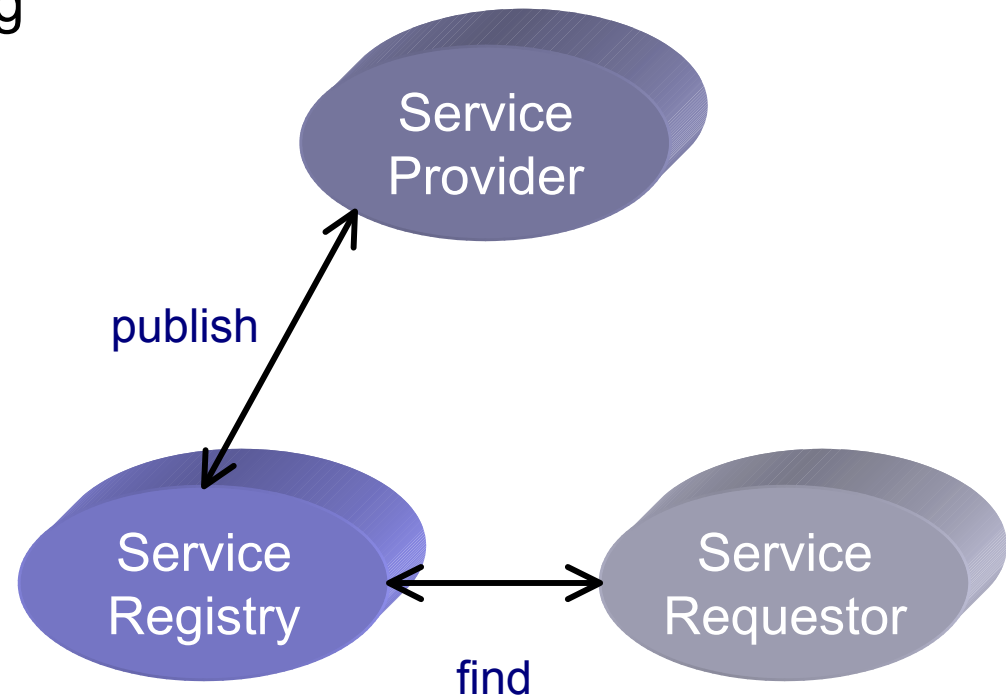 g
Service
Provider
publish
Service
Registry
Service
Requestor
find